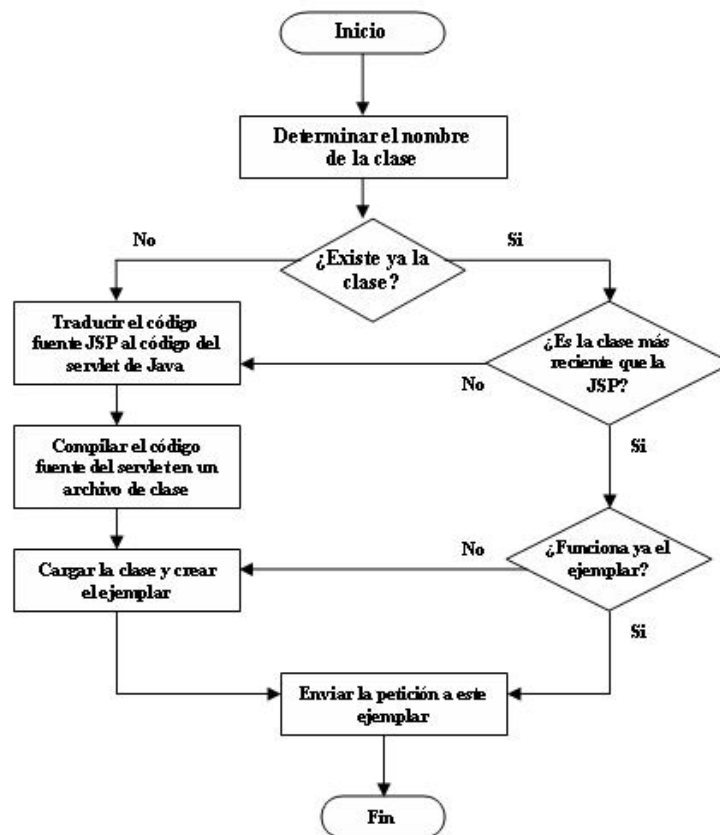 Inicio
Determinar el nombre
de la clase
No
Si
¿Existe ya la
clase?
Traducir el código
fuente JSP al código del
servlet de Java
¿Es la clase más
reciente que la
JSP?
No
Compilar el código
fuente del servlet en un
archivo de clase
Si
No
¿Funciona ya el
ejemplar?
Cargar la clase y crear
el ejemplar
Si
Enviar la petición a este
ejemplar
Fin